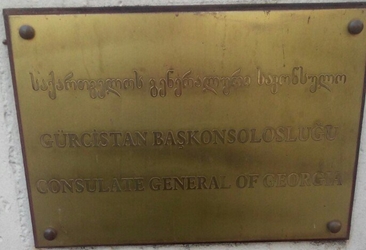 საქართველოს გენერალური საკონსულო
GÜRCİSTAN BAŞKONSOLOSLUĞU
CONSULATE GENERAL OF GEORGIA